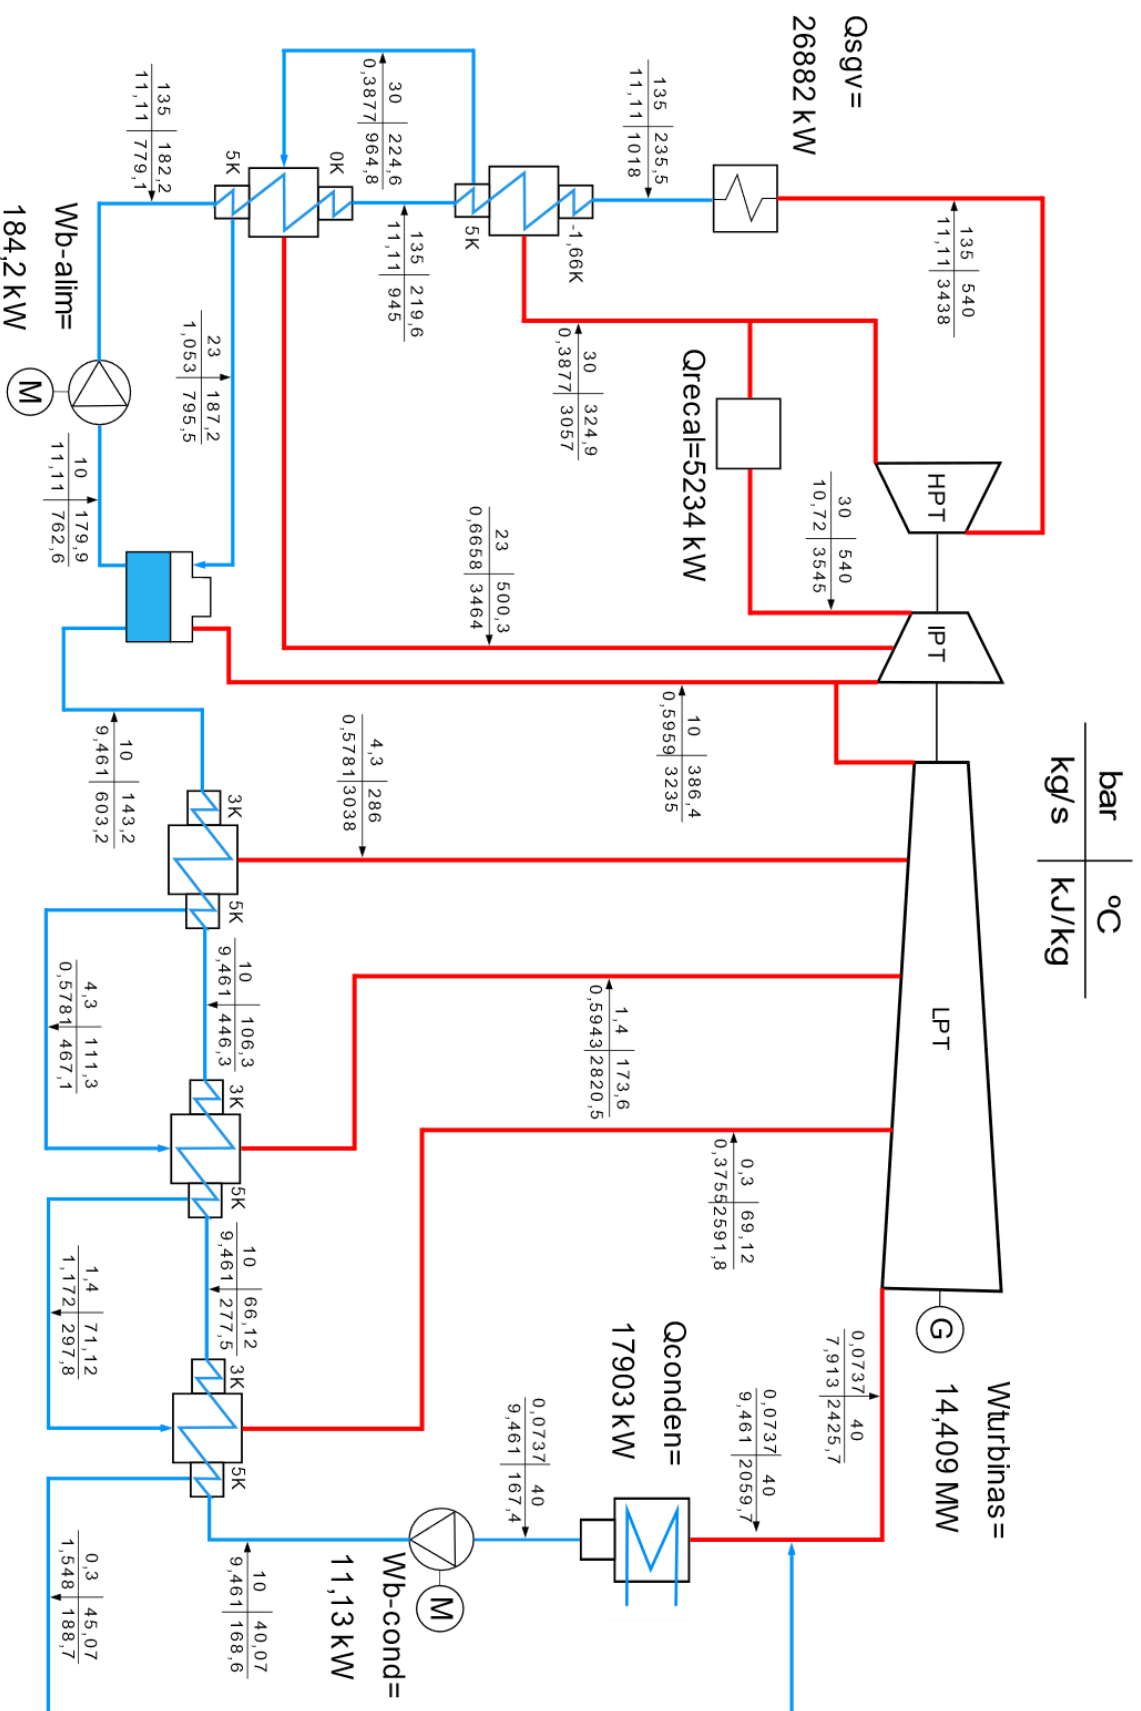 bar ºC
kg/s kJ/kg
Wturbinas=
14,409 MW
135 540
11,11 3438
HPT
IPT
LPT
G
Qsgv=
26882 kW
30 540
10,72 3545
0,0737 40
7,913 2425,7
0,0737 40
9,461 2059,7
Qrecal=5234 kW
0,3 69,12
0,3755 2591,8
10 386,4
0,5959 3235
Qconden=
17903 kW
135 235,5
11,11 1018
30 324,9
0,3877 3057
1,4 173,6
0,5943 2820,5
-1,66K
5K
23 500,3
0,6658 3464
0,0737 40
9,461 167,4
135 219,6
11,11 945
30 224,6
0,3877 964,8
4,3 286
0,5781 3038
M
Wb-cond=
11,13 kW
0K
5K
3K
5K
3K
5K
3K
5K
10 106,3
9,461 446,3
10 66,12
9,461 277,5
10 40,07
9,461 168,6
23 187,2
1,053 795,5
135 182,2
11,11 779,1
10 143,2
9,461 603,2
10 179,9
11,11 762,6
4,3 111,3
0,5781 467,1
1,4 71,12
1,172 297,8
0,3 45,07
1,548 188,7
Wb-alim=
184,2 kW
M